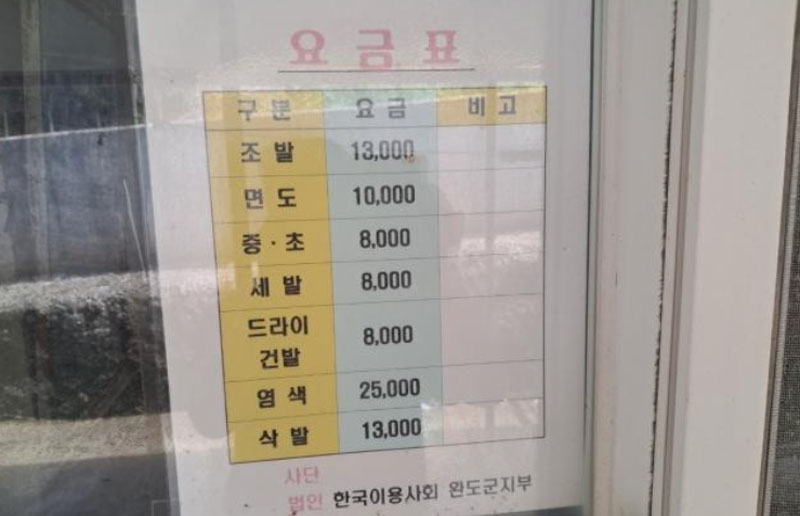 요금표
구분 요금 비고
조발 13,000
면도 10,000
중·초 8,000
세발 8,000
드라이
건발 8,000
염색 25,000
삭발 13,000
사단
법인 한국이용사회 완도군지부